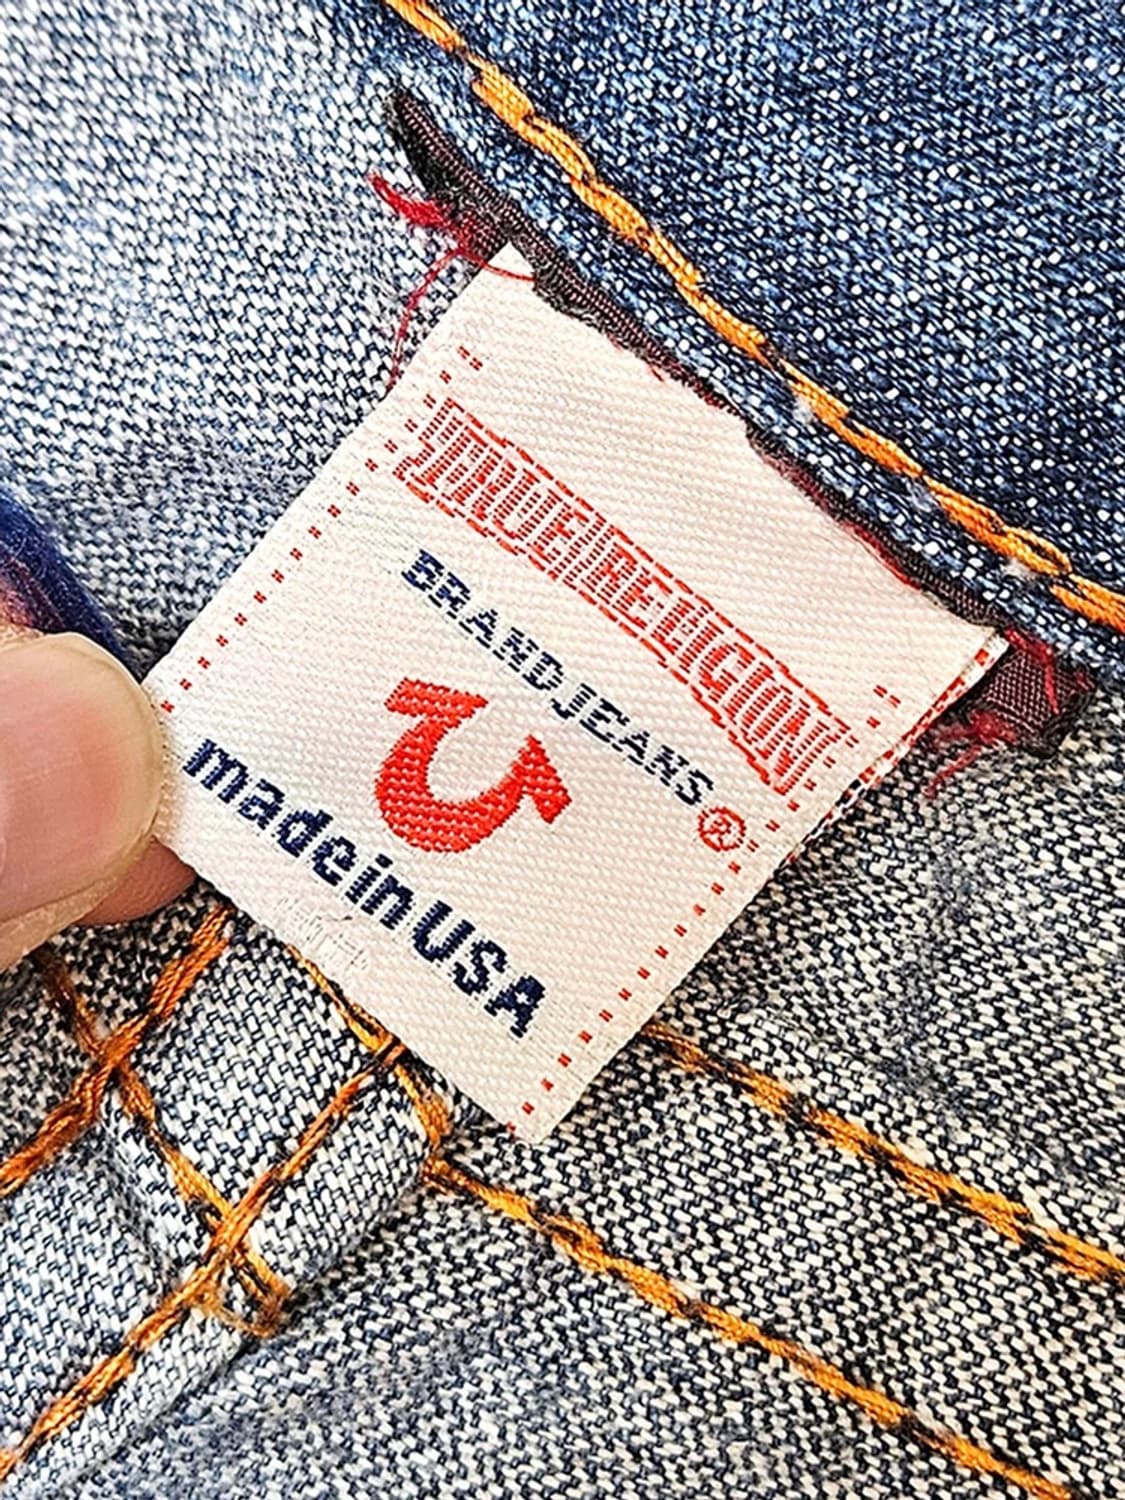 TRUE RELIGION
BRAND JEANS ®
made in USA